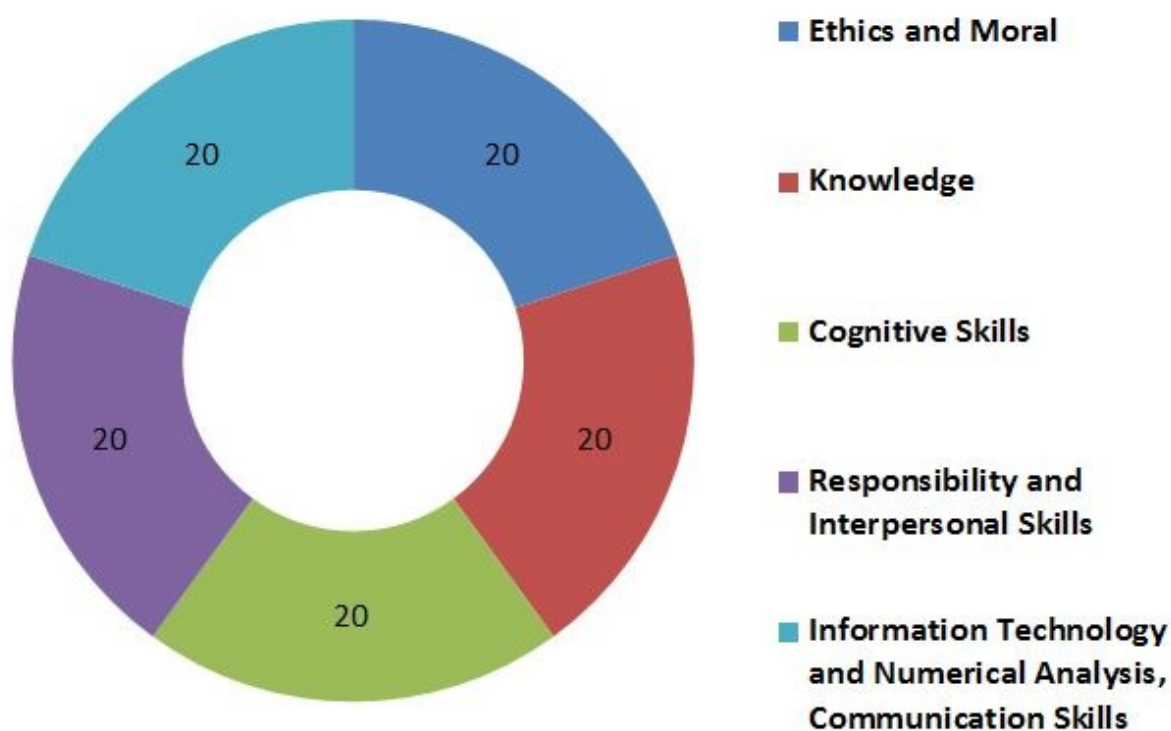 Ethics and Moral
20
20
Knowledge
Cognitive Skills
20
20
20
Responsibility and
Interpersonal Skills
Information Technology
and Numerical Analysis,
Communication Skills